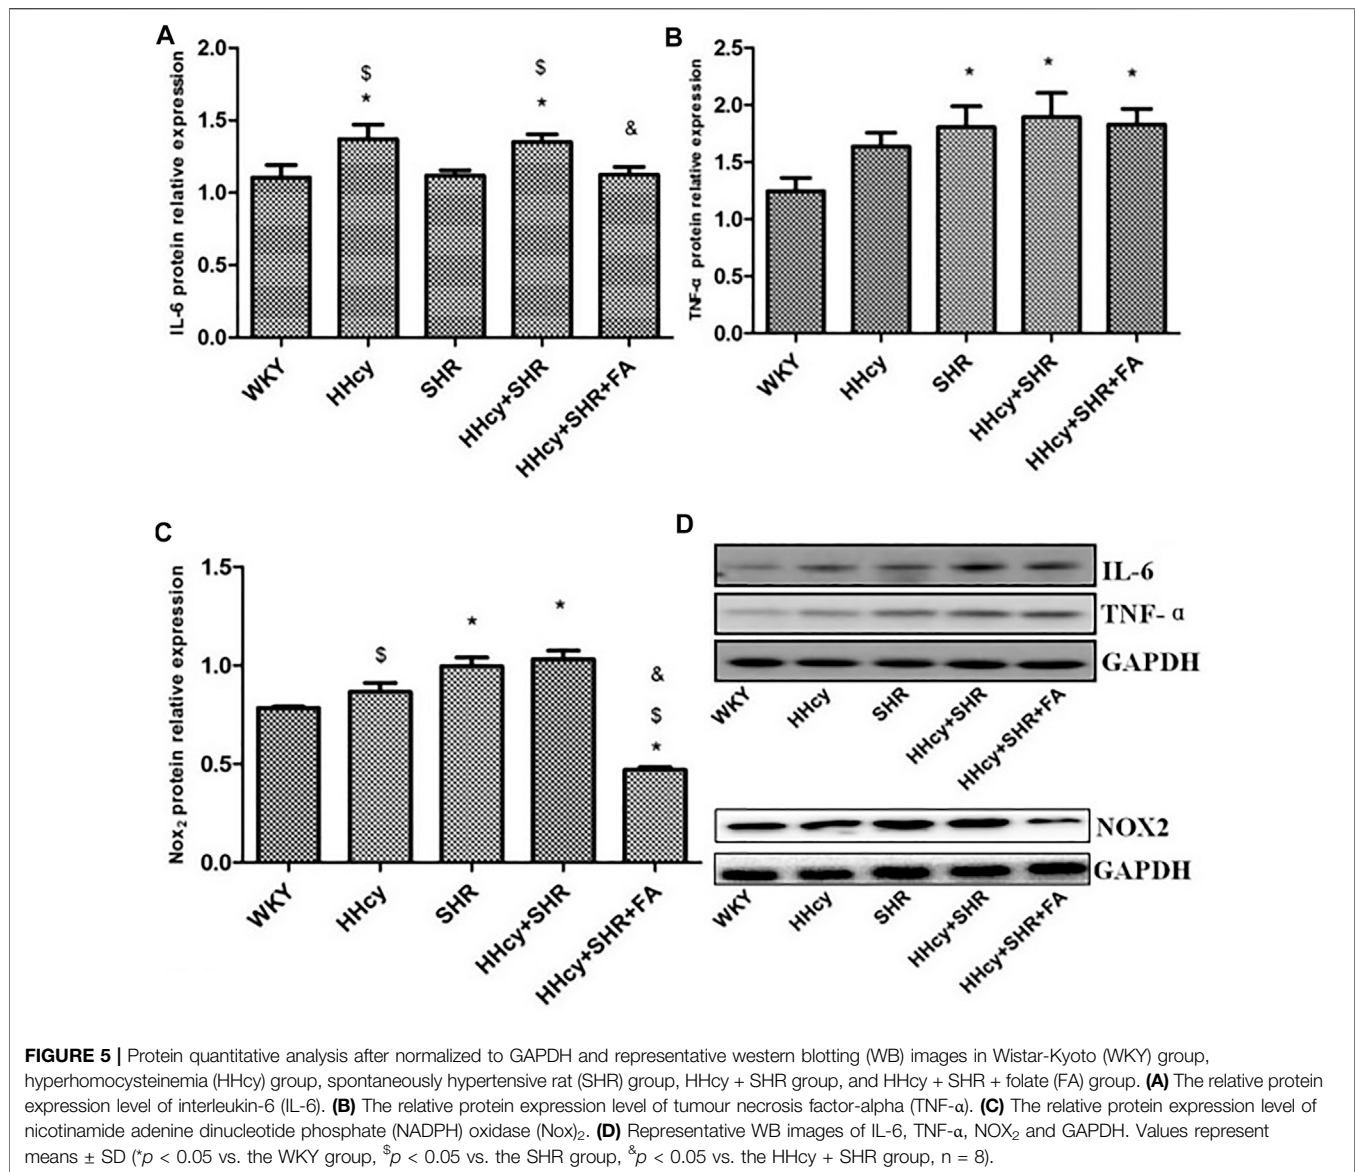 A
IL-6 protein relative expression
2.0
1.5
1.0
0.5
0.0
$
*
$
*
&
WKY
HHcy
SHR
HHcy+SHR
HHcy+SHR+FA
B
TNF-α protein relative expression
2.5
2.0
1.5
1.0
0.5
0.0
*
*
*
WKY
HHcy
SHR
HHcy+SHR
HHcy+SHR+FA
C
Nox₂ protein relative expression
1.5
1.0
0.5
0.0
$
*
*
&
$
*
WKY
HHcy
SHR
HHcy+SHR
HHcy+SHR+FA
D
IL-6
TNF- α
GAPDH
WKY
HHcy
SHR
HHcy+SHR
HHcy+SHR+FA
NOX2
GAPDH
WKY
HHcy
SHR
HHcy+SHR
HHcy+SHR+FA
FIGURE 5 | Protein quantitative analysis after normalized to GAPDH and representative western blotting (WB) images in Wistar-Kyoto (WKY) group,
hyperhomocysteinemia (HHcy) group, spontaneously hypertensive rat (SHR) group, HHcy + SHR group, and HHcy + SHR + folate (FA) group. (A) The relative protein
expression level of interleukin-6 (IL-6). (B) The relative protein expression level of tumour necrosis factor-alpha (TNF-α). (C) The relative protein expression level of
nicotinamide adenine dinucleotide phosphate (NADPH) oxidase (Nox)₂. (D) Representative WB images of IL-6, TNF-α, NOX₂ and GAPDH. Values represent
means ± SD (*p < 0.05 vs. the WKY group, $p < 0.05 vs. the SHR group, &p < 0.05 vs. the HHcy + SHR group, n = 8).